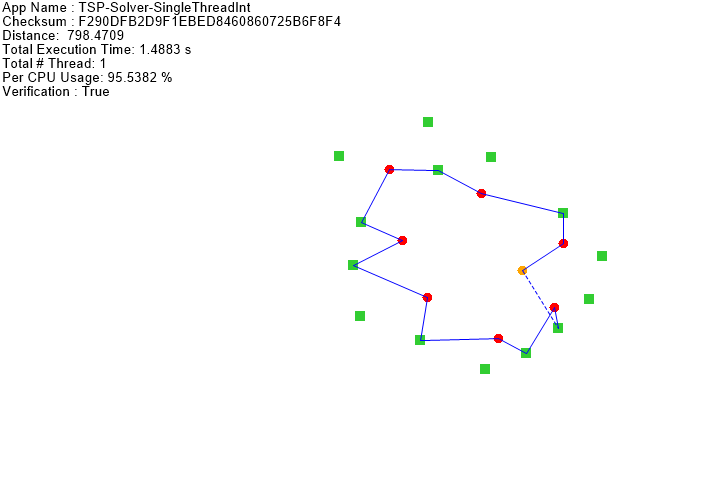 App Name : TSP-Solver-SingleThreadInt
Checksum : F290DFB2D9F1EBED8460860725B6F8F4
Distance:  798.4709
Total Execution Time: 1.4883 s
Total # Thread: 1
Per CPU Usage: 95.5382 %
Verification : True